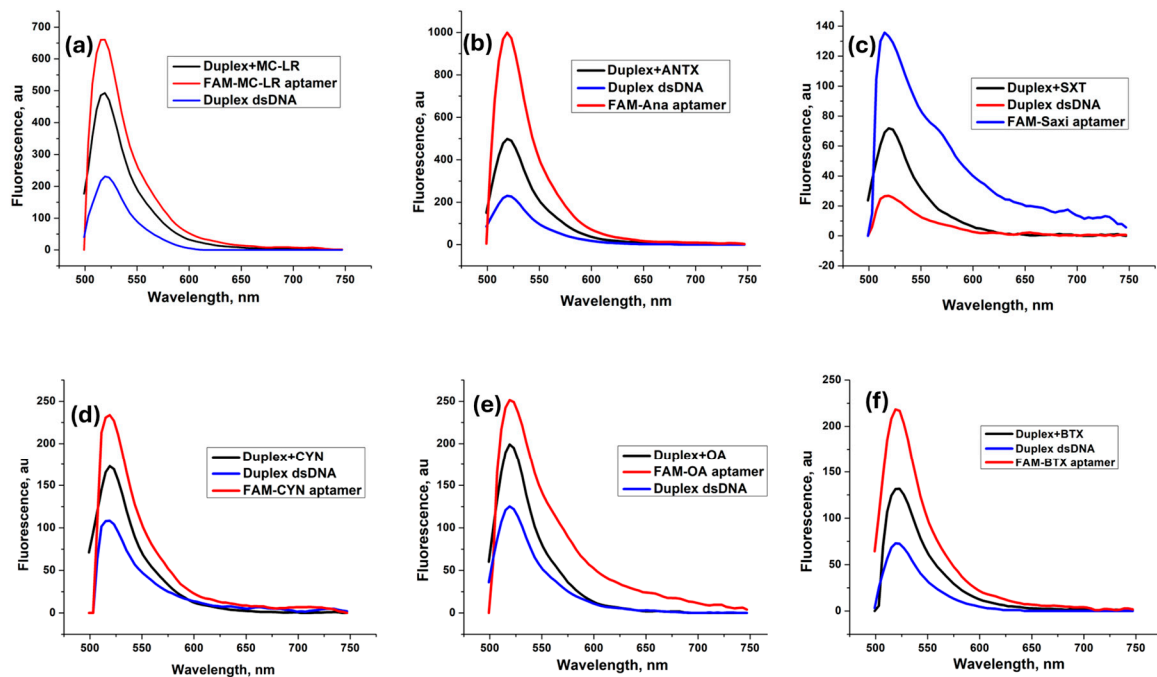 (a)
Duplex+MC-LR
FAM-MC-LR aptamer
Duplex dsDNA
Fluorescence, au
700
600
500
400
300
200
100
0
500 550 600 650 700 750
Wavelength, nm
(b)
Duplex+ANTX
Duplex dsDNA
FAM-Ana aptamer
Fluorescence, au
1000
800
600
400
200
0
500 550 600 650 700 750
Wavelength, nm
(c)
Duplex+SXT
Duplex dsDNA
FAM-Saxi aptamer
Fluorescence, au
140
120
100
80
60
40
20
0
-20
500 550 600 650 700 750
Wavelength, nm
(d)
Duplex+CYN
Duplex dsDNA
FAM-CYN aptamer
Fluorescence, au
250
200
150
100
50
0
500 550 600 650 700 750
Wavelength, nm
(e)
Duplex+OA
FAM-OA aptamer
Duplex dsDNA
Fluorescence, au
250
200
150
100
50
0
500 550 600 650 700 750
Wavelength, nm
(f)
Duplex+BTX
Duplex dsDNA
FAM-BTX aptamer
Fluorescence, au
250
200
150
100
50
0
500 550 600 650 700 750
Wavelength, nm